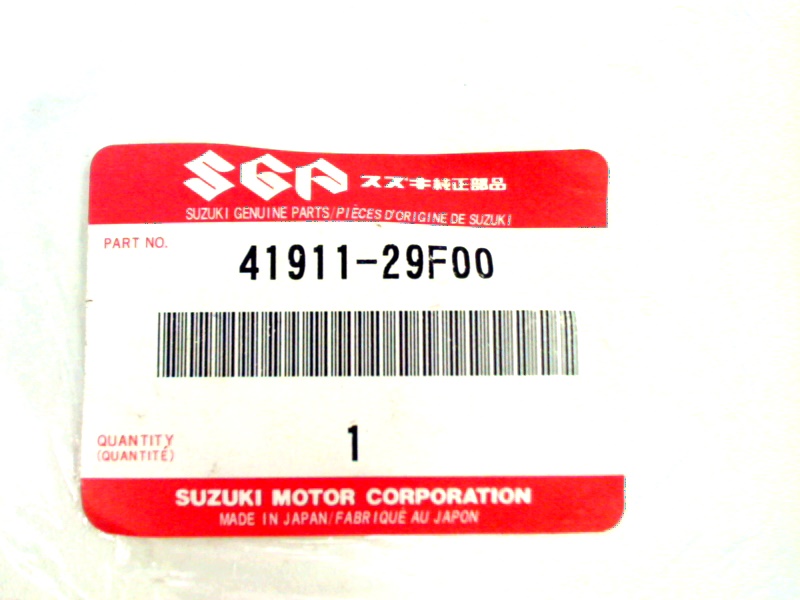 SGP スズキ純正部品
SUZUKI GENUINE PARTS/PIÈCES D'ORIGINE DE SUZUKI
PART NO.
41911-29F00
QUANTITY
(QUANTITÉ)
1
SUZUKI MOTOR CORPORATION
MADE IN JAPAN/FABRIQUÉ AU JAPON